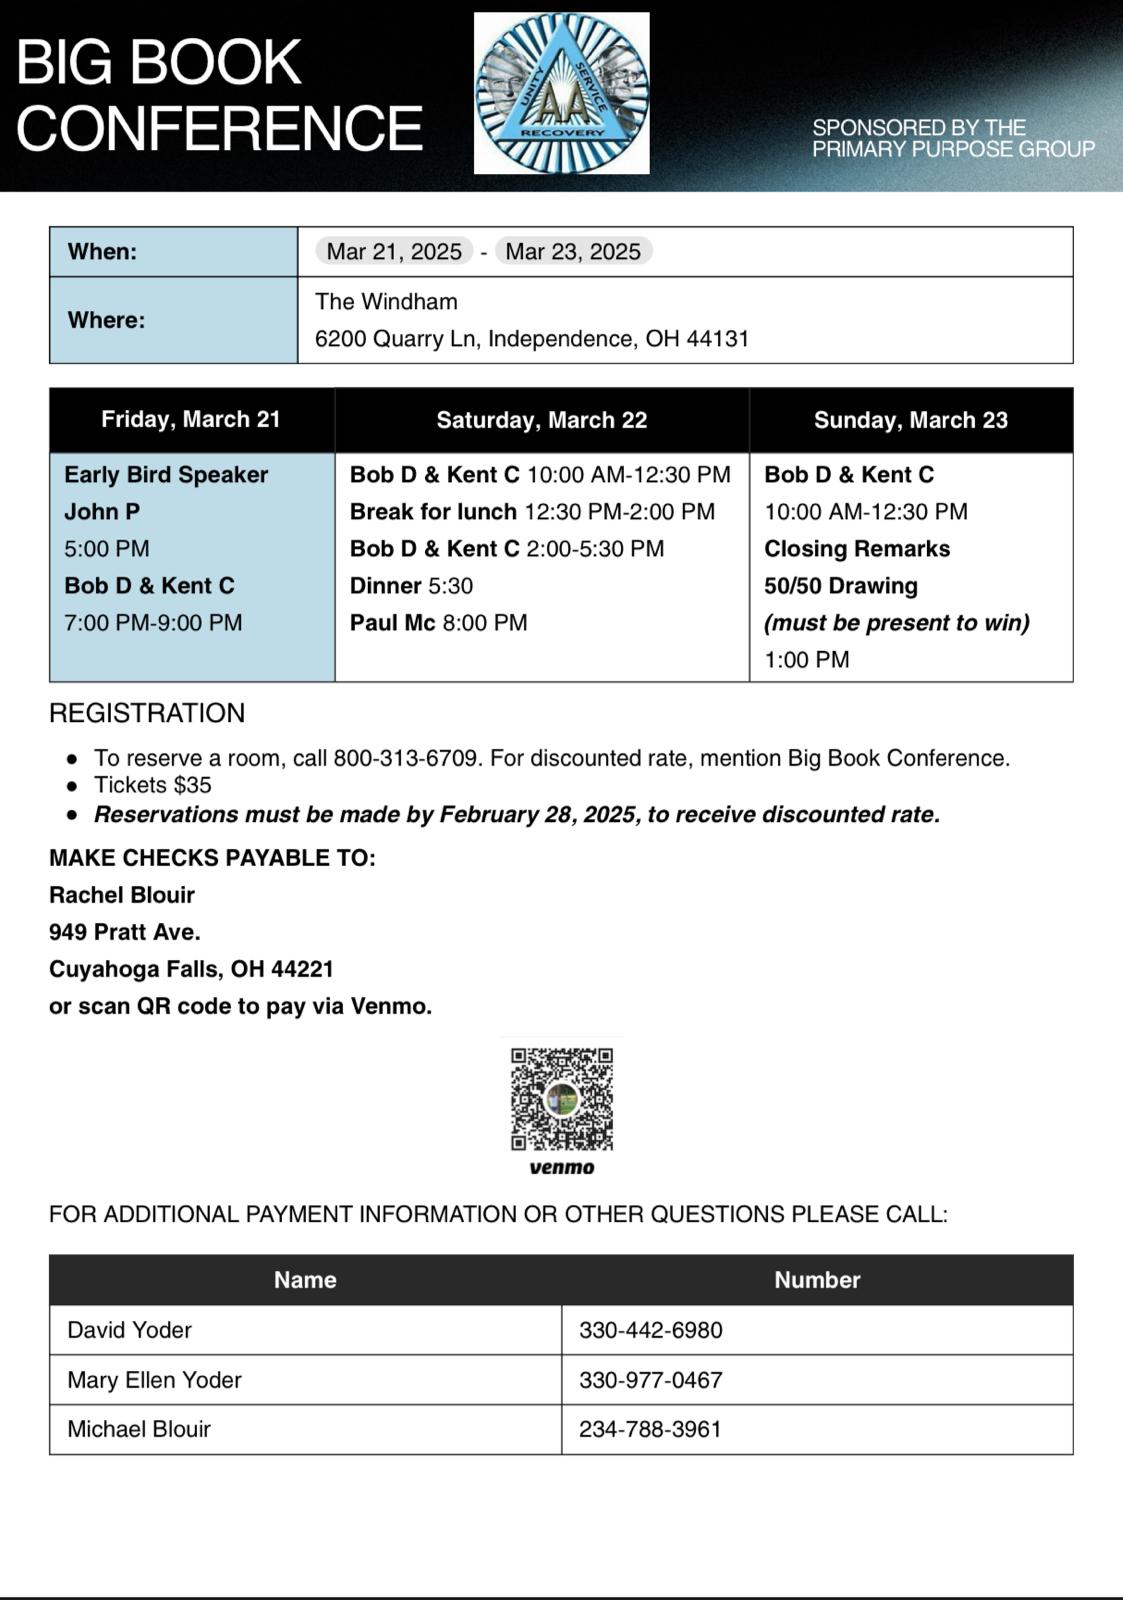 BIG BOOK
CONFERENCE
UNITY
SERVICE
AA
RECOVERY
SPONSORED BY THE
PRIMARY PURPOSE GROUP
When:
Mar 21, 2025 - Mar 23, 2025
Where:
The Windham
6200 Quarry Ln, Independence, OH 44131
Friday, March 21
Early Bird Speaker
John P
5:00 PM
Bob D & Kent C
7:00 PM-9:00 PM
Saturday, March 22
Bob D & Kent C 10:00 AM-12:30 PM
Break for lunch 12:30 PM-2:00 PM
Bob D & Kent C 2:00-5:30 PM
Dinner 5:30
Paul Mc 8:00 PM
Sunday, March 23
Bob D & Kent C
10:00 AM-12:30 PM
Closing Remarks
50/50 Drawing
(must be present to win)
1:00 PM
REGISTRATION
● To reserve a room, call 800-313-6709. For discounted rate, mention Big Book Conference.
● Tickets $35
● Reservations must be made by February 28, 2025, to receive discounted rate.
MAKE CHECKS PAYABLE TO:
Rachel Blouir
949 Pratt Ave.
Cuyahoga Falls, OH 44221
or scan QR code to pay via Venmo.
venmo
FOR ADDITIONAL PAYMENT INFORMATION OR OTHER QUESTIONS PLEASE CALL:
Name Number
David Yoder 330-442-6980
Mary Ellen Yoder 330-977-0467
Michael Blouir 234-788-3961